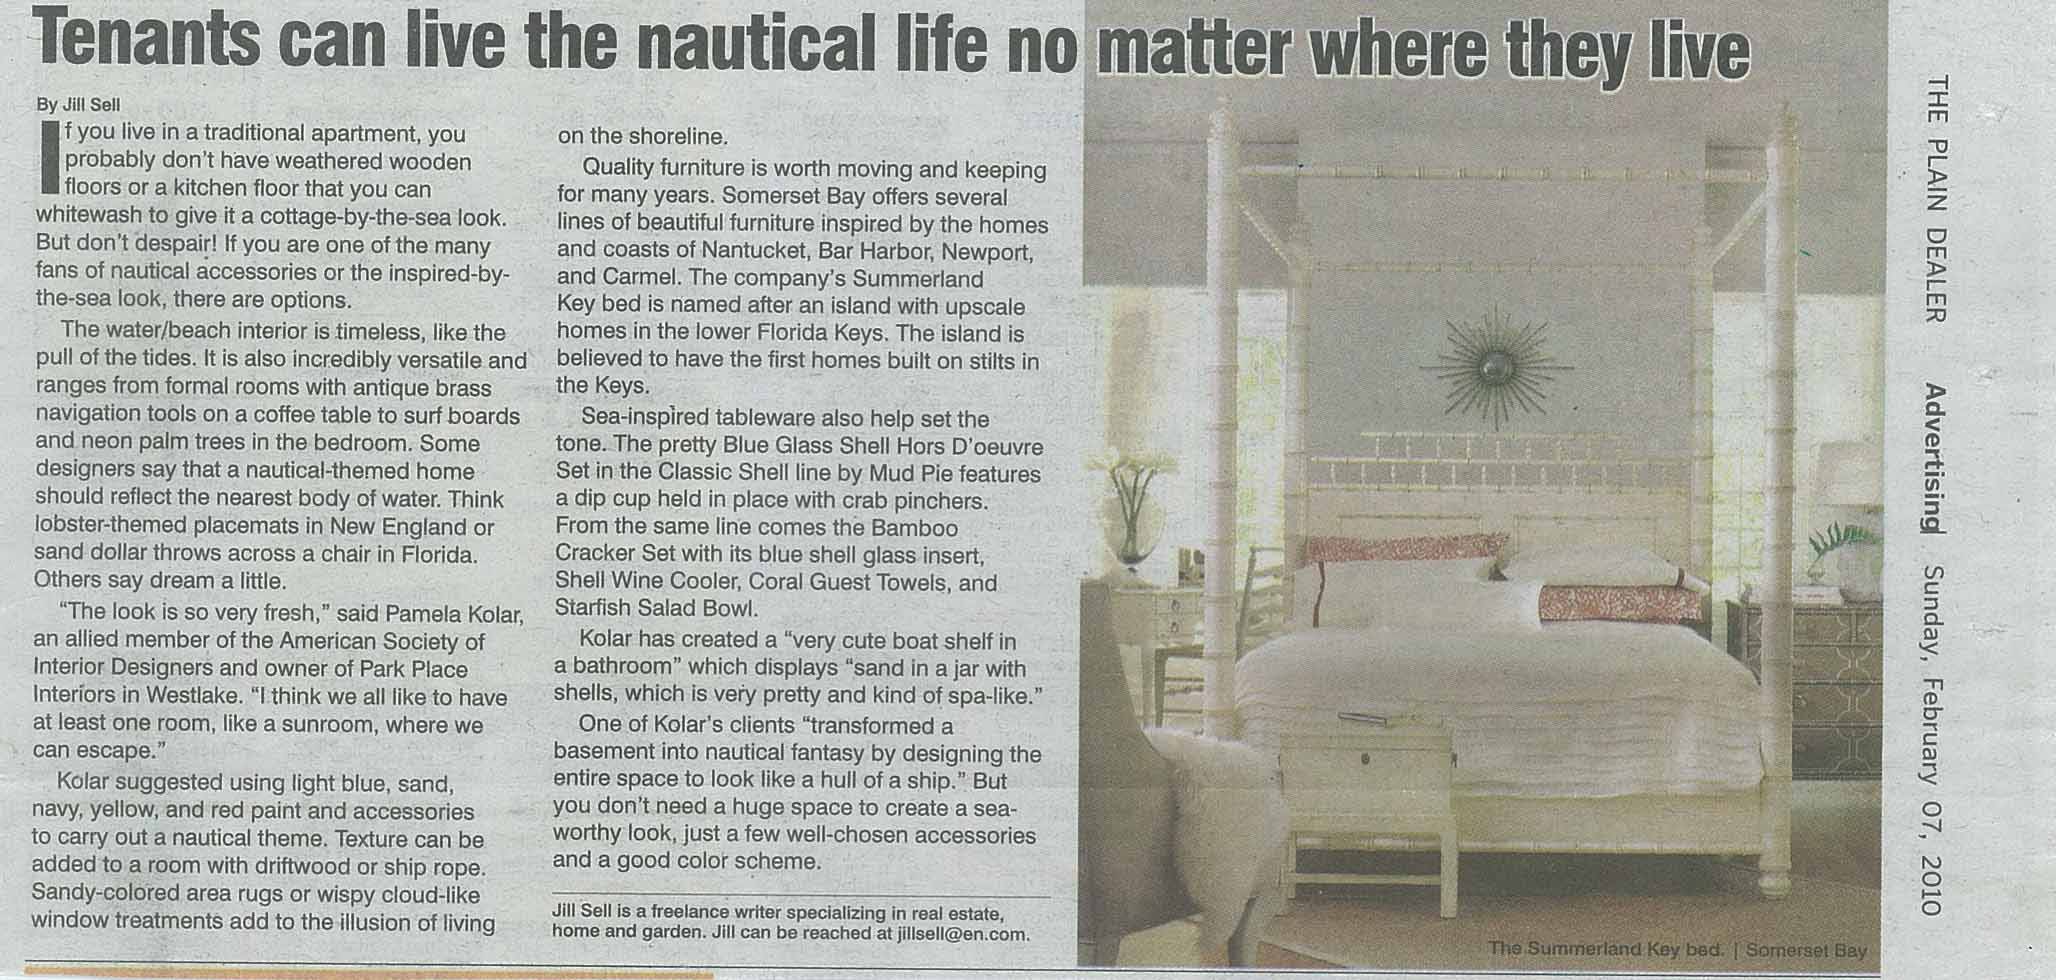 Tenants can live the nautical life no matter where they live
By Jill Sell
If you live in a traditional apartment, you
probably don't have weathered wooden
floors or a kitchen floor that you can
whitewash to give it a cottage-by-the-sea look.
But don't despair! If you are one of the many
fans of nautical accessories or the inspired-by-
the-sea look, there are options.
The water/beach interior is timeless, like the
pull of the tides. It is also incredibly versatile and
ranges from formal rooms with antique brass
navigation tools on a coffee table to surf boards
and neon palm trees in the bedroom. Some
designers say that a nautical-themed home
should reflect the nearest body of water. Think
lobster-themed placemats in New England or
sand dollar throws across a chair in Florida.
Others say dream a little.
"The look is so very fresh," said Pamela Kolar,
an allied member of the American Society of
Interior Designers and owner of Park Place
Interiors in Westlake. "I think we all like to have
at least one room, like a sunroom, where we
can escape."
Kolar suggested using light blue, sand,
navy, yellow, and red paint and accessories
to carry out a nautical theme. Texture can be
added to a room with driftwood or ship rope.
Sandy-colored area rugs or wispy cloud-like
window treatments add to the illusion of living
on the shoreline.
Quality furniture is worth moving and keeping
for many years. Somerset Bay offers several
lines of beautiful furniture inspired by the homes
and coasts of Nantucket, Bar Harbor, Newport,
and Carmel. The company's Summerland
Key bed is named after an island with upscale
homes in the lower Florida Keys. The island is
believed to have the first homes built on stilts in
the Keys.
Sea-inspired tableware also help set the
tone. The pretty Blue Glass Shell Hors D'oeuvre
Set in the Classic Shell line by Mud Pie features
a dip cup held in place with crab pinchers.
From the same line comes the Bamboo
Cracker Set with its blue shell glass insert,
Shell Wine Cooler, Coral Guest Towels, and
Starfish Salad Bowl.
Kolar has created a "very cute boat shelf in
a bathroom" which displays "sand in a jar with
shells, which is very pretty and kind of spa-like."
One of Kolar's clients "transformed a
basement into nautical fantasy by designing the
entire space to look like a hull of a ship." But
you don't need a huge space to create a sea-
worthy look, just a few well-chosen accessories
and a good color scheme.
Jill Sell is a freelance writer specializing in real estate,
home and garden. Jill can be reached at jillsell@en.com.
The Summerland Key bed. | Somerset Bay
THE PLAIN DEALER Advertising Sunday, February 07, 2010